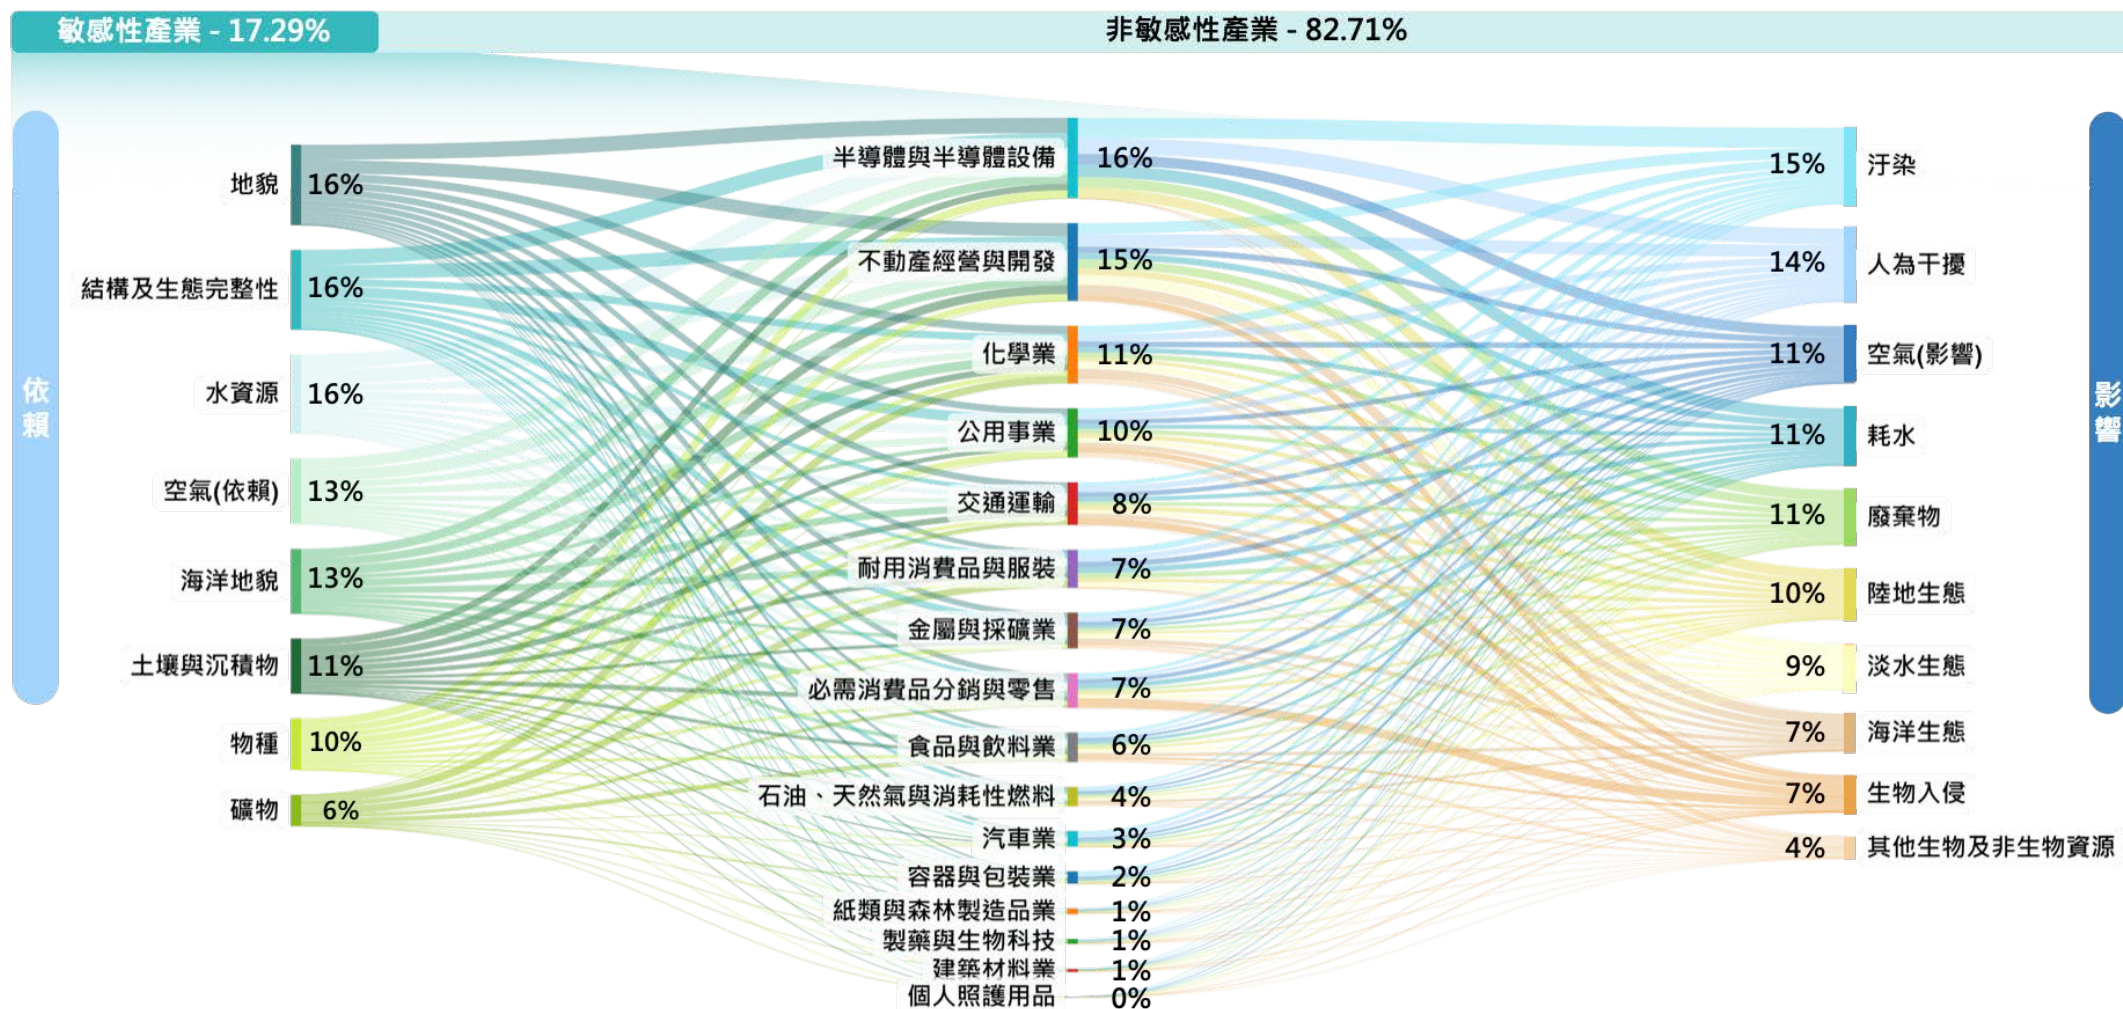 敏感性產業 - 17.29%
非敏感性產業 - 82.71%
依賴
地貌
16%
結構及生態完整性
16%
水資源
16%
空氣(依賴)
13%
海洋地貌
13%
土壤與沉積物
11%
物種
10%
礦物
6%
半導體與半導體設備
16%
不動產經營與開發
15%
化學業
11%
公用事業
10%
交通運輸
8%
耐用消費品與服裝
7%
金屬與採礦業
7%
必需消費品分銷與零售
7%
食品與飲料業
6%
石油、天然氣與消耗性燃料
4%
汽車業
3%
容器與包裝業
2%
紙類與森林製造品業
1%
製藥與生物科技
1%
建築材料業
1%
個人照護用品
0%
15%
汙染
14%
人為干擾
11%
空氣(影響)
11%
耗水
11%
廢棄物
10%
陸地生態
9%
淡水生態
7%
海洋生態
7%
生物入侵
4%
其他生物及非生物資源
影響